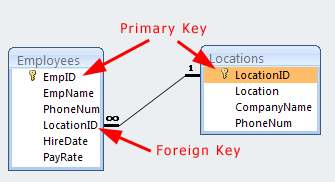 Primary Key
Employees
EmpID
EmpName
PhoneNum
LocationID
HireDate
PayRate
∞
1
Locations
LocationID
Location
CompanyName
PhoneNum
Foreign Key